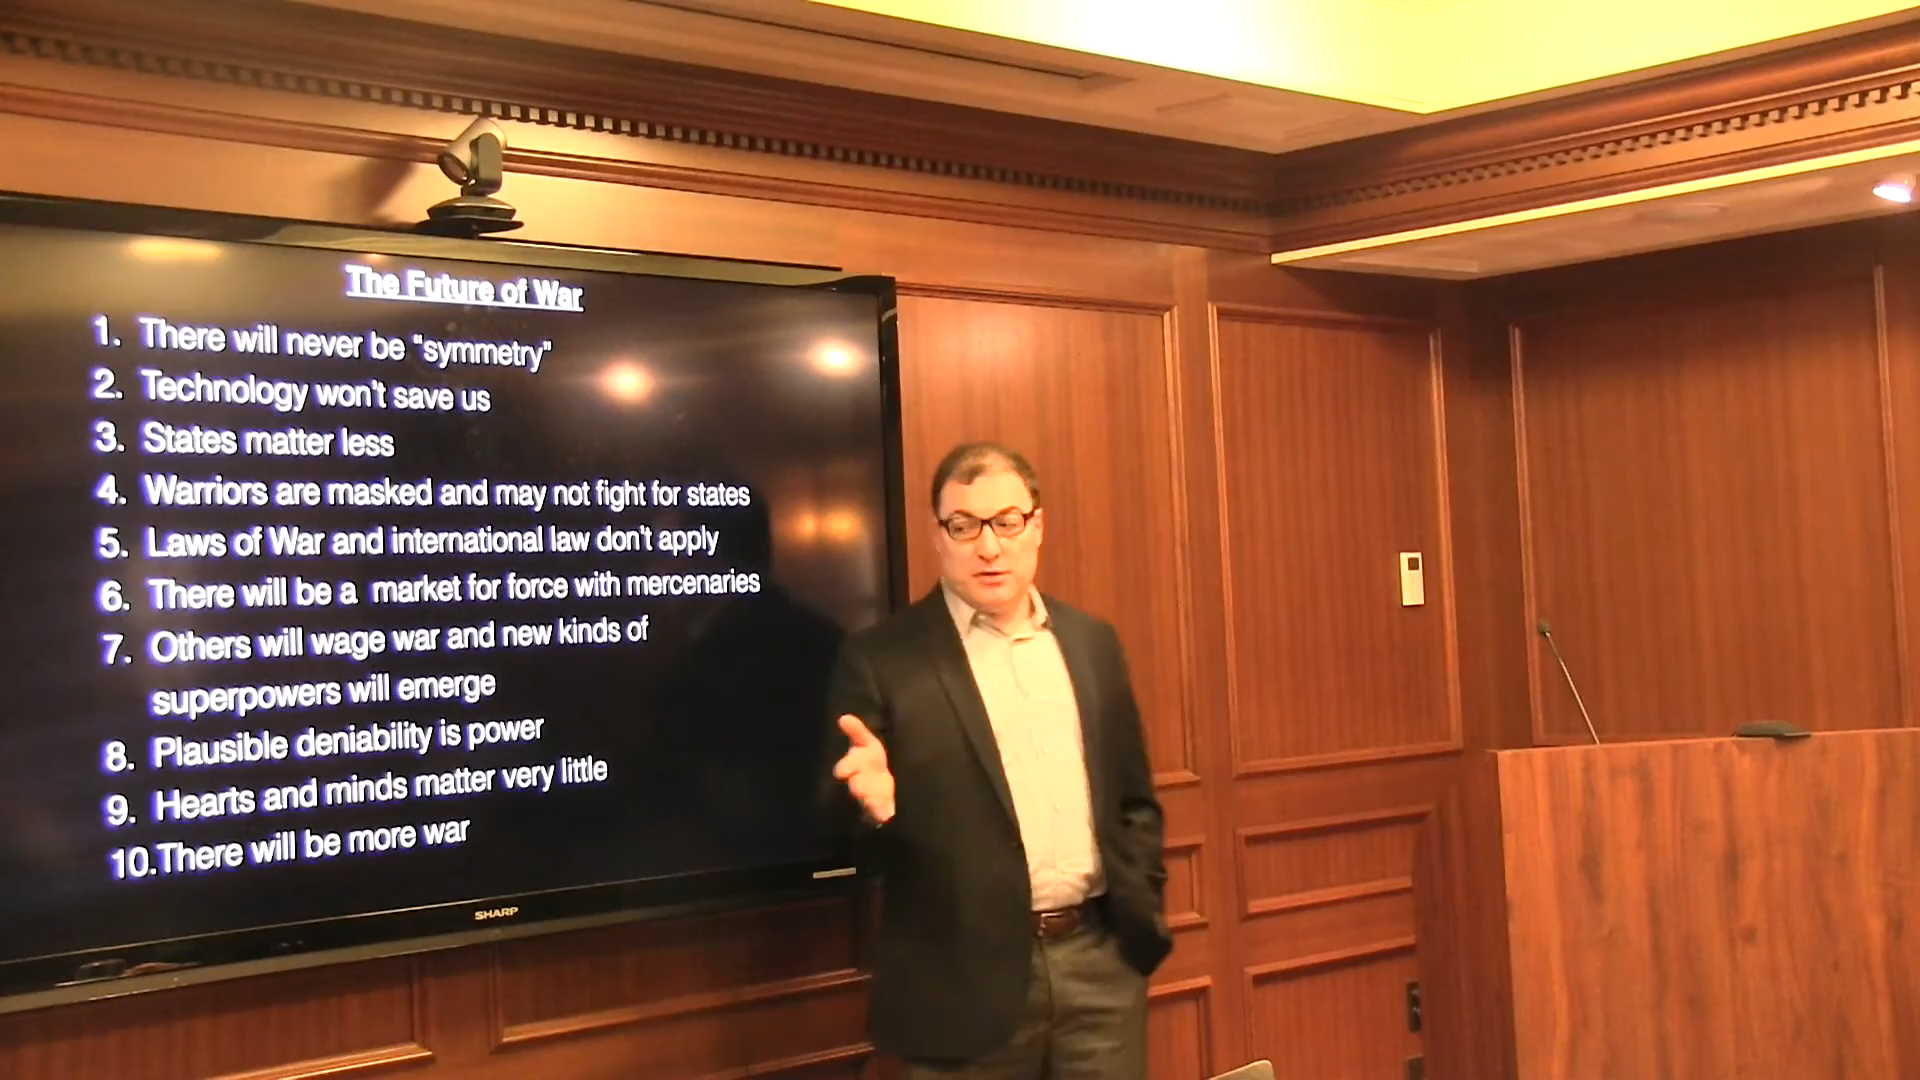 The Future of War
1. There will never be “symmetry”
2. Technology won't save us
3. States matter less
4. Warriors are masked and may not fight for states
5. Laws of War and international law don't apply
6. There will be a market for force with mercenaries
7. Others will wage war and new kinds of
superpowers will emerge
8. Plausible deniability is power
9. Hearts and minds matter very little
10.There will be more war
SHARP